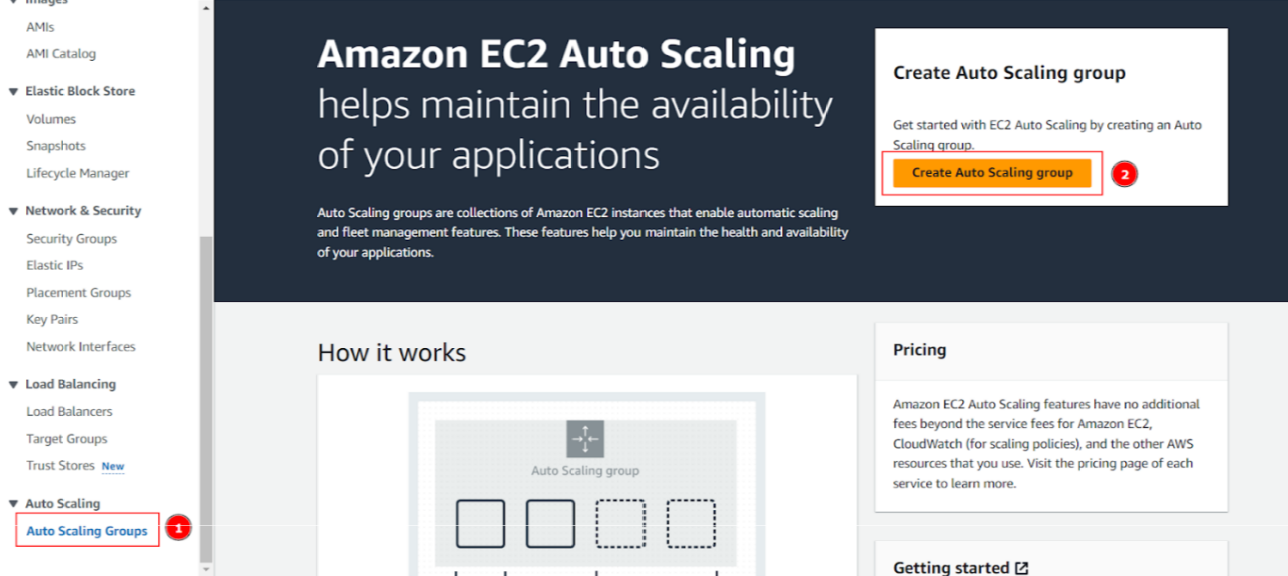 Images
AMIs
AMI Catalog
Elastic Block Store
Volumes
Snapshots
Lifecycle Manager
Network & Security
Security Groups
Elastic IPs
Placement Groups
Key Pairs
Network Interfaces
Load Balancing
Load Balancers
Target Groups
Trust Stores New
Auto Scaling
Auto Scaling Groups
1
Amazon EC2 Auto Scaling
helps maintain the availability
of your applications
Auto Scaling groups are collections of Amazon EC2 instances that enable automatic scaling
and fleet management features. These features help you maintain the health and availability
of your applications.
Create Auto Scaling group
Get started with EC2 Auto Scaling by creating an Auto
Scaling group.
Create Auto Scaling group
2
How it works
Auto Scaling group
Pricing
Amazon EC2 Auto Scaling features have no additional
fees beyond the service fees for Amazon EC2,
CloudWatch (for scaling policies), and the other AWS
resources that you use. Visit the pricing page of each
service to learn more.
Getting started